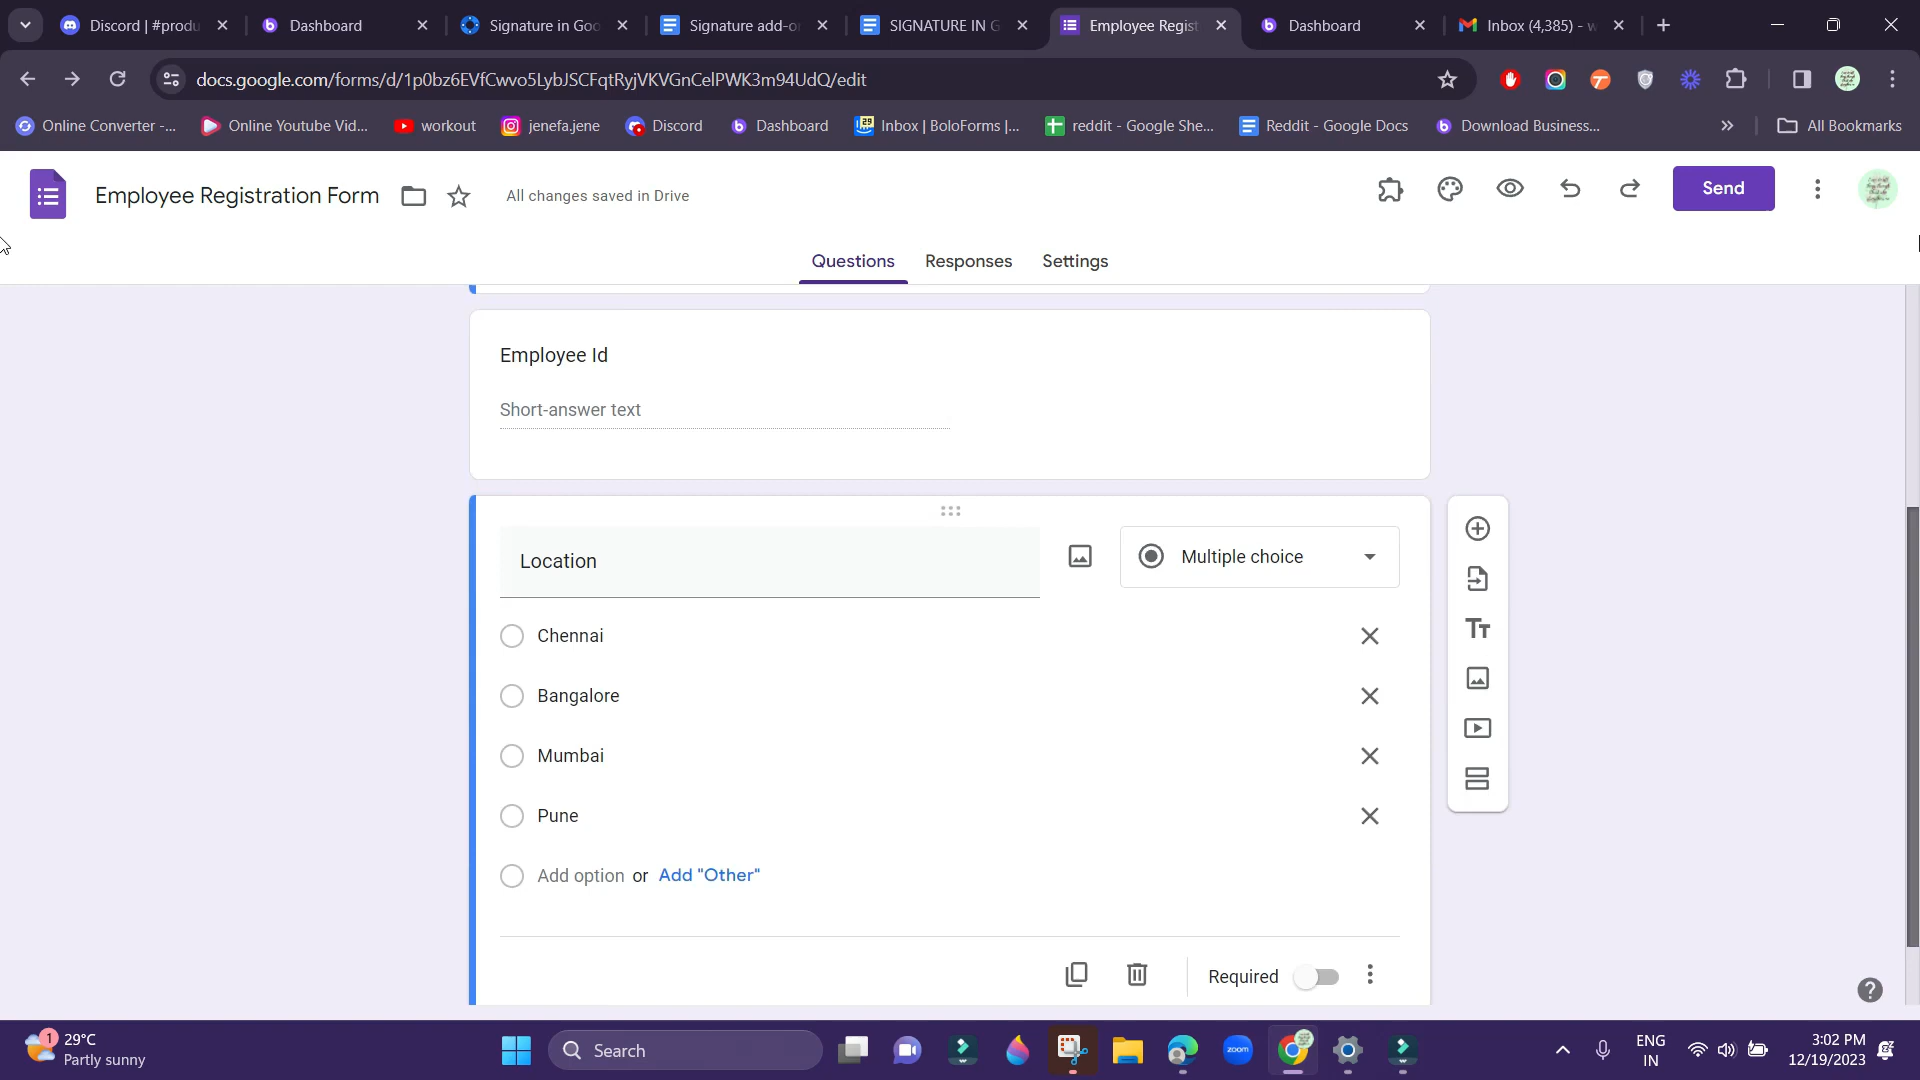 Discord | #produ
Dashboard
Signature in Goo
Signature add-o
SIGNATURE IN G
Employee Regist
Dashboard
Inbox (4,385) - w
docs.google.com/forms/d/1p0bz6EVfCwvo5LybJSCFqtRyjVKVGnCelPWK3m94UdQ/edit
Online Converter -...
Online Youtube Vid...
workout
jenefa.jene
Discord
Dashboard
Inbox | BoloForms |...
reddit - Google She...
Reddit - Google Docs
Download Business...
All Bookmarks
Employee Registration Form
All changes saved in Drive
Send
Questions
Responses
Settings
Employee Id
Short-answer text
Location
Multiple choice
Chennai
Bangalore
Mumbai
Pune
Add option or Add "Other"
Required
1
29°C
Partly sunny
Search
zoom
ENG
IN
3:02 PM
12/19/2023